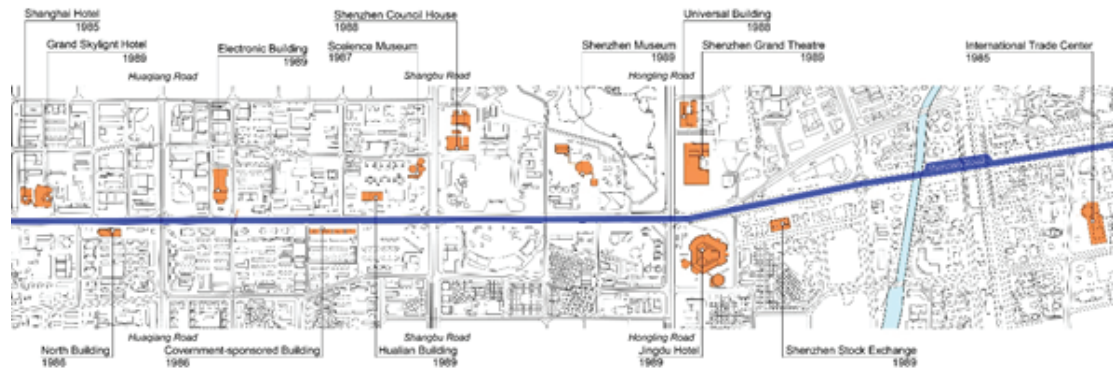 Shanghai Hotel
1985
Grand Skylignt Hotel
1989
Huaqiang Road
Electronic Building
1989
Scaience Museum
1987
Shenzhen Council House
1988
Shangbu Road
Shenzhen Museum
1989
Universal Building
1988
Shenzhen Grand Theatre
1989
Hongling Road
International Trade Center
1985
North Building
1986
Huaqiang Road
Covernment-sponsored Building
1986
Shangbu Road
Hualian Building
1989
Hongling Road
Jingdu Hotel
1989
Shenzhen Stock Exchange
1989